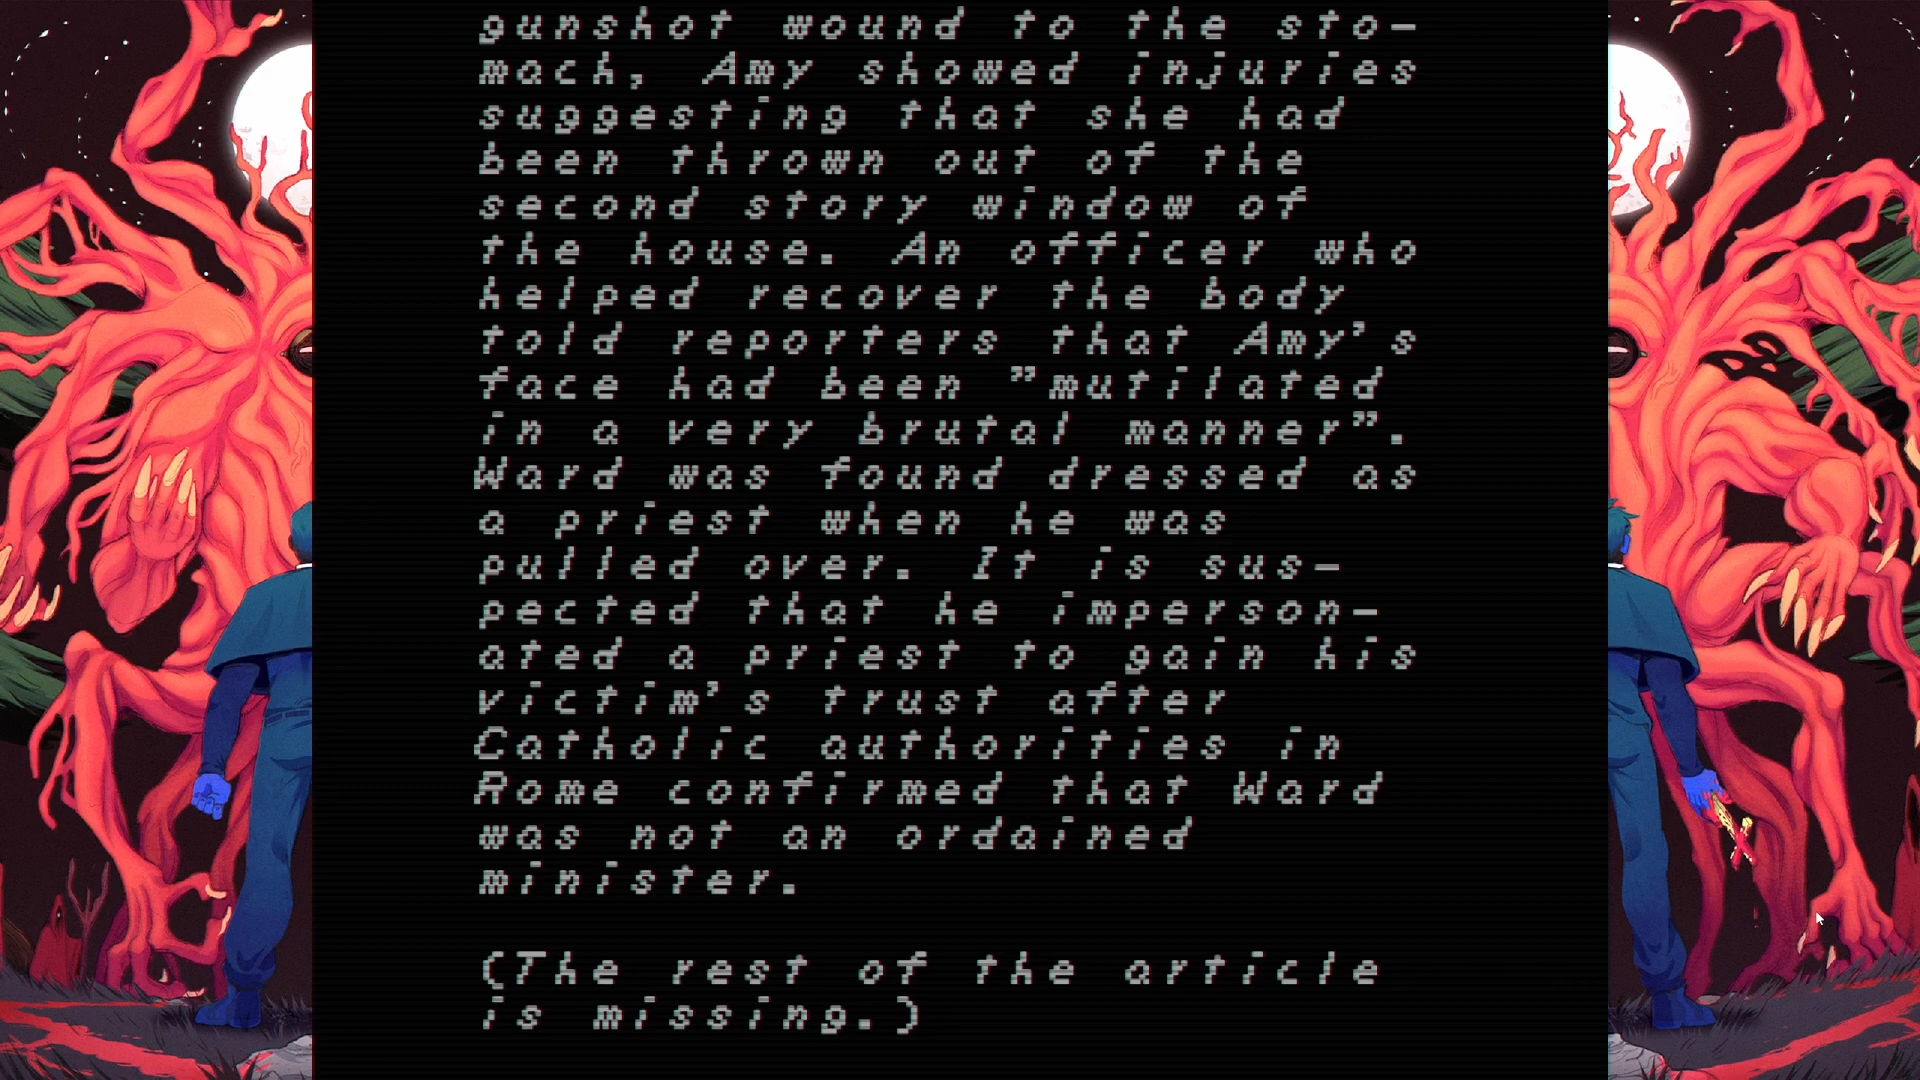 gunshot wound to the sto-
mach, Amy showed injuries
suggesting that she had
been thrown out of the
second story window of
the house. An officer who
helped recover the body
told reporters that Amy's
face had been "mutilated
in a very brutal manner".
Ward was found dressed as
a priest when he was
pulled over. It is sus-
pected that he imperson-
ated a priest to gain his
victim's trust after
Catholic authorities in
Rome confirmed that Ward
was not an ordained
minister.
(The rest of the article
is missing.)